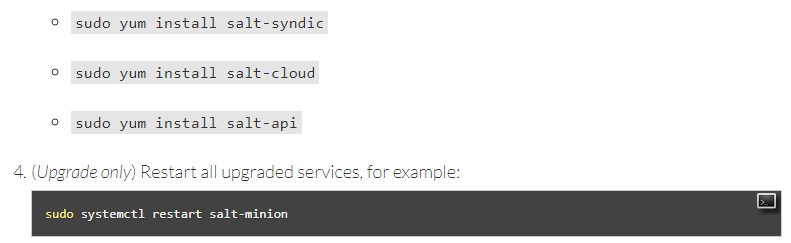 sudo yum install salt-syndic
sudo yum install salt-cloud
sudo yum install salt-api
4. (Upgrade only) Restart all upgraded services, for example:
sudo systemctl restart salt-minion